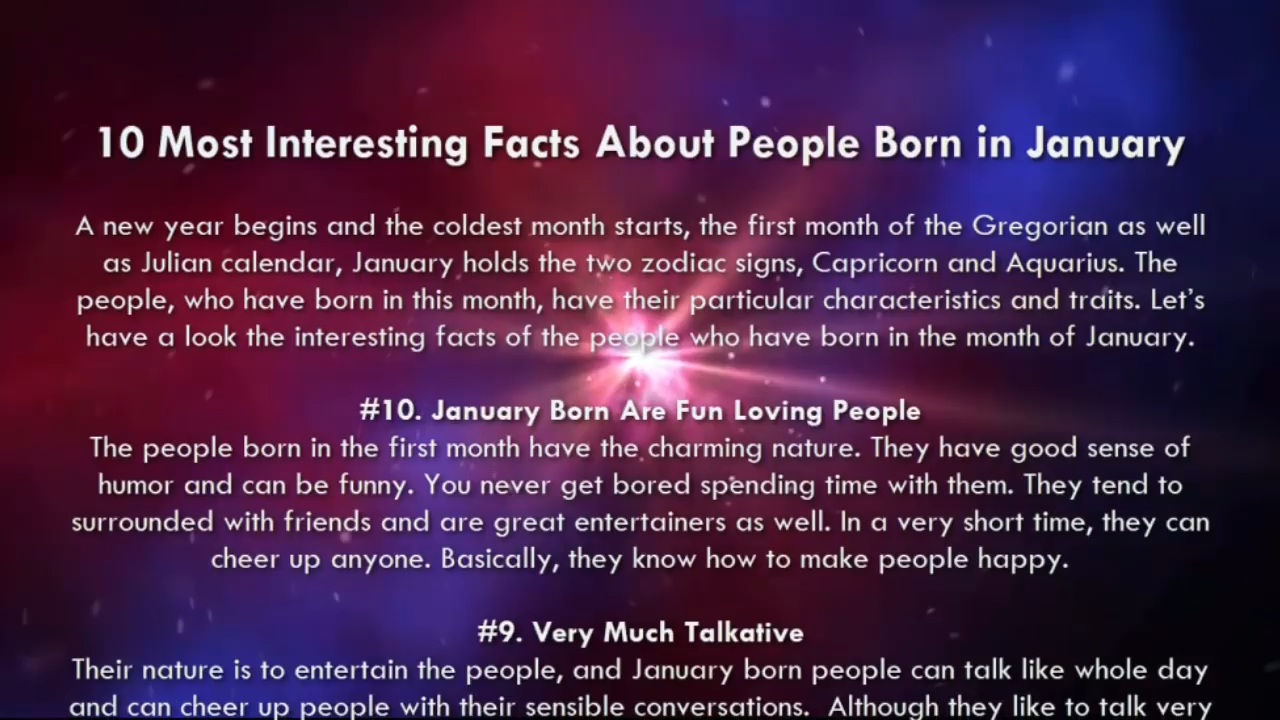 10 Most Interesting Facts About People Born in January
A new year begins and the coldest month starts, the first month of the Gregorian as well
as Julian calendar, January holds the two zodiac signs, Capricorn and Aquarius. The
people, who have born in this month, have their particular characteristics and traits. Let’s
have a look the interesting facts of the people who have born in the month of January.
#10. January Born Are Fun Loving People
The people born in the first month have the charming nature. They have good sense of
humor and can be funny. You never get bored spending time with them. They tend to
surrounded with friends and are great entertainers as well. In a very short time, they can
cheer up anyone. Basically, they know how to make people happy.
#9. Very Much Talkative
Their nature is to entertain the people, and January born people can talk like whole day
and can cheer up people with their sensible conversations.  Although they like to talk very